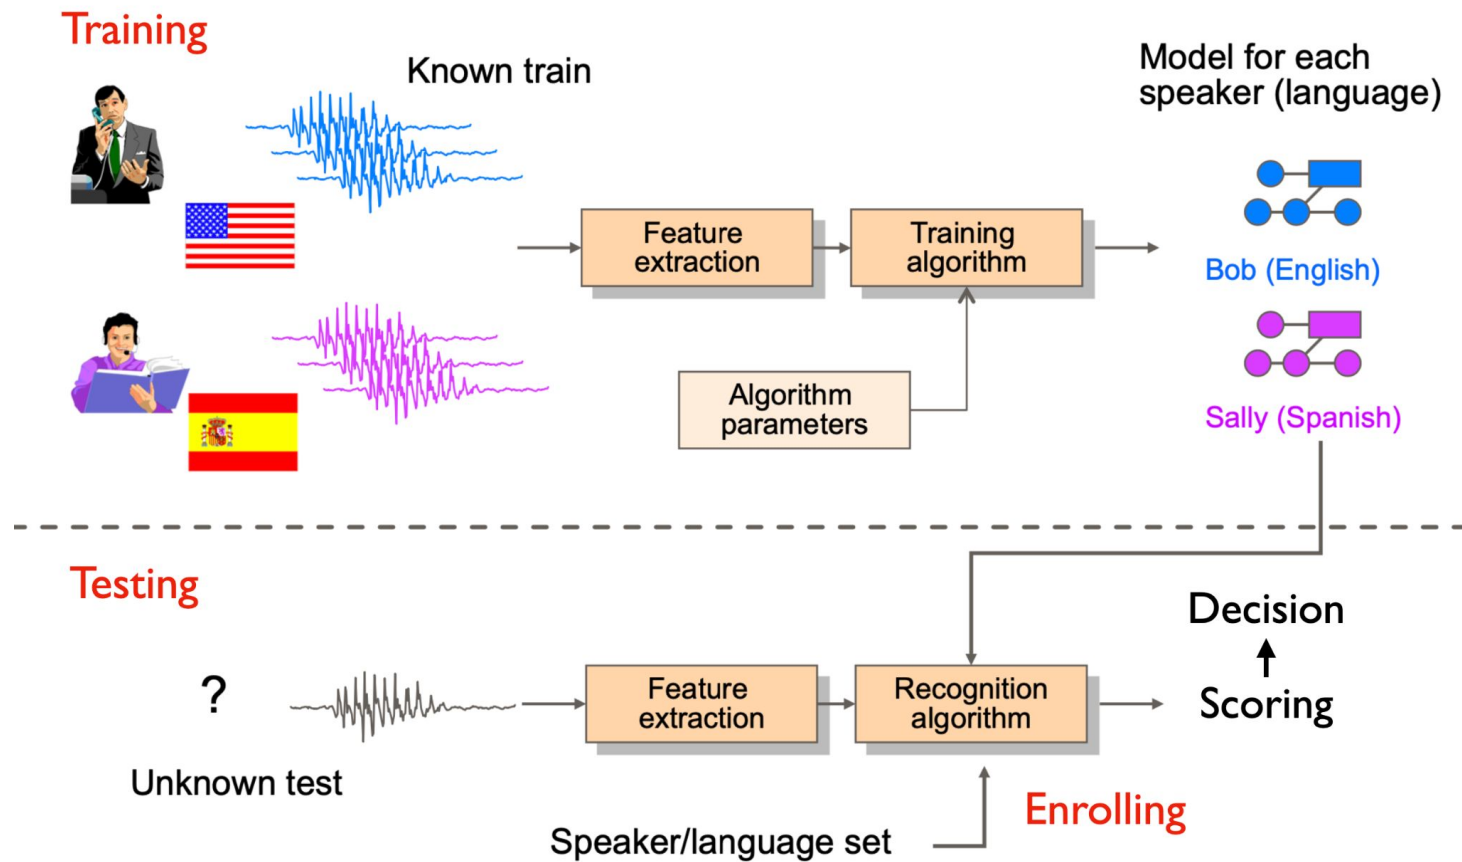 Training
Known train
Model for each
speaker (language)
Feature
extraction
Training
algorithm
Bob (English)
Algorithm
parameters
Sally (Spanish)
Testing
Decision
?
Feature
extraction
Recognition
algorithm
Scoring
Unknown test
Enrolling
Speaker/language set